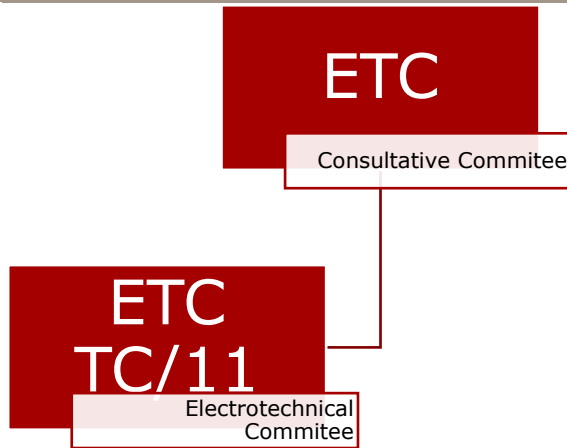 ETC
Consultative Commitee
ETC
TC/11
Electrotechnical
Commitee